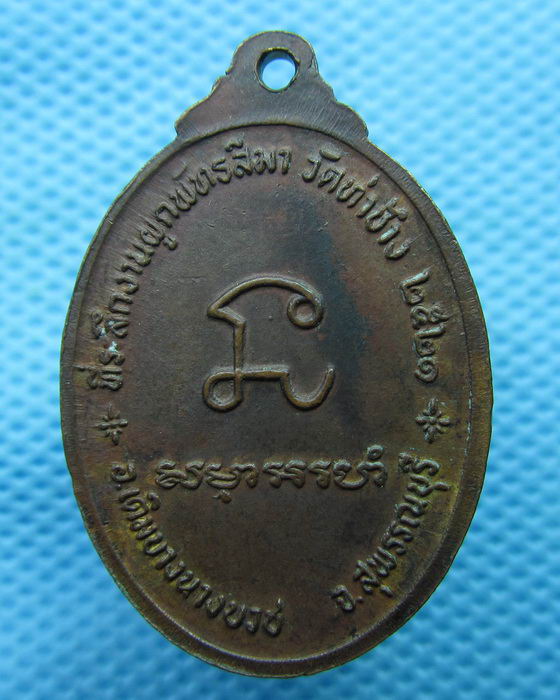 ที่ระลึกงานผูกพัทธสีมา วัดท่าช้าง ๒๕๒๑
อ.เดิมบางนางบวช จ.สุพรรณบุรี